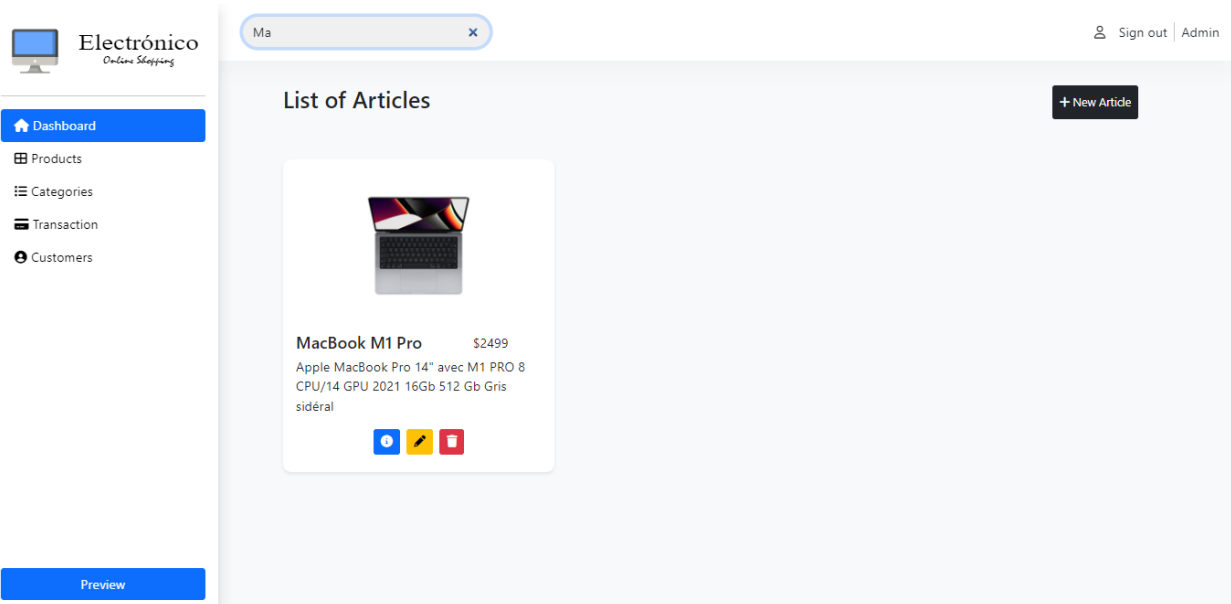 Electrónico
Online Shopping
Ma
Sign out
Admin
Dashboard
Products
Categories
Transaction
Customers
Preview
List of Articles
New Article
MacBook M1 Pro
$2499
Apple MacBook Pro 14" avec M1 PRO 8
CPU/14 GPU 2021 16Gb 512 Gb Gris
sidéral